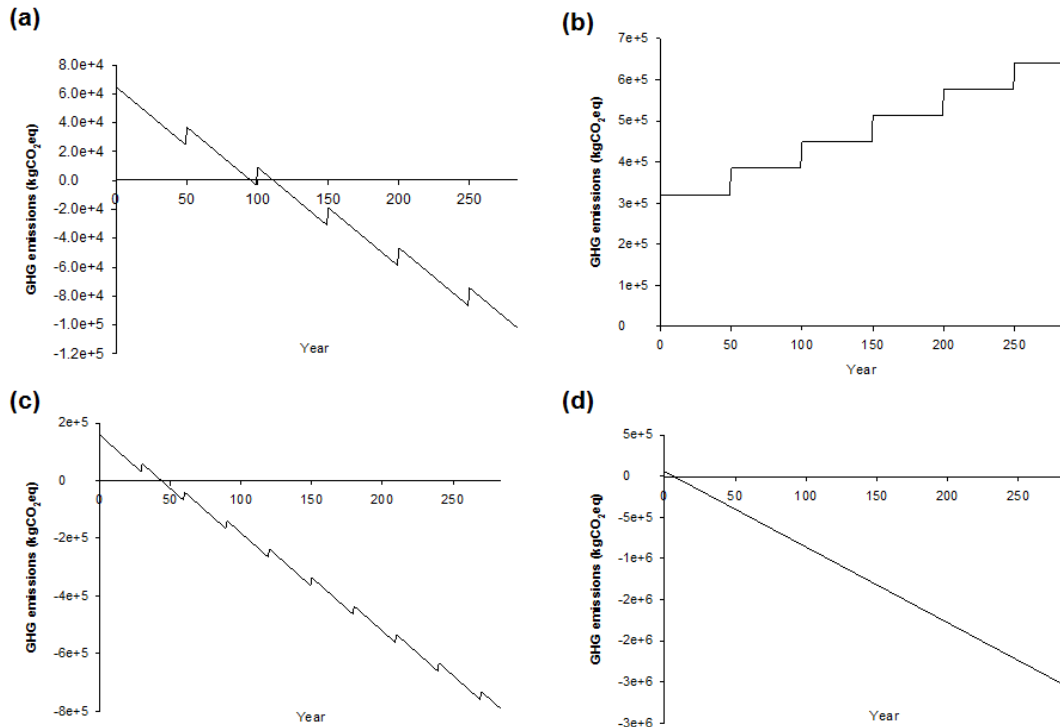 (a)
GHG emissions (kgCO2eq)
8.0e+4
6.0e+4
4.0e+4
2.0e+4
0.0
-2.0e+4
-4.0e+4
-6.0e+4
-8.0e+4
-1.0e+5
-1.2e+5
0 50 100 150 200 250
Year
(b)
GHG emissions (kgCO2eq)
7e+5
6e+5
5e+5
4e+5
3e+5
2e+5
1e+5
0
0 50 100 150 200 250
Year
(c)
GHG emissions (kgCO2eq)
2e+5
0
-2e+5
-4e+5
-6e+5
-8e+5
0 50 100 150 200 250
Year
(d)
GHG emissions (kgCO2eq)
5e+5
0
-5e+5
-1e+6
-2e+6
-2e+6
-3e+6
-3e+6
0 50 100 150 200 250
Year